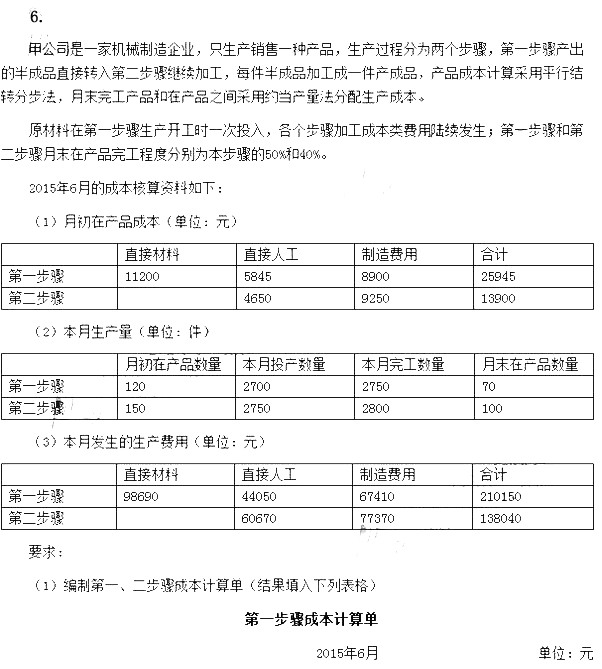 6.
甲公司是一家机械制造企业，只生产销售一种产品，生产过程分为两个步骤，第一步骤产出
的半成品直接转入第二步骤继续加工，每件半成品加工成一件产成品，产品成本计算采用平行结
转分步法，月末完工产品和在产品之间采用约当产量法分配生产成本。
原材料在第一步骤生产开工时一次投入，各个步骤加工成本类费用陆续发生；第一步骤和第
二步骤月末在产品完工程度分别为本步骤的50%和40%。
2015年6月的成本核算资料如下：
（1）月初在产品成本（单位：元）
直接材料 直接人工 制造费用 合计
第一步骤 11200 5845 8900 25945
第二步骤 4650 9250 13900
（2）本月生产量（单位：件）
月初在产品数量 本月投产数量 本月完工数量 月末在产品数量
第一步骤 120 2700 2750 70
第二步骤 150 2750 2800 100
（3）本月发生的生产费用（单位：元）
直接材料 直接人工 制造费用 合计
第一步骤 98690 44050 67410 210150
第二步骤 60670 77370 138040
要求：
（1）编制第一、二步骤成本计算单（结果填入下列表格）
第一步骤成本计算单
2015年6月 单位：元